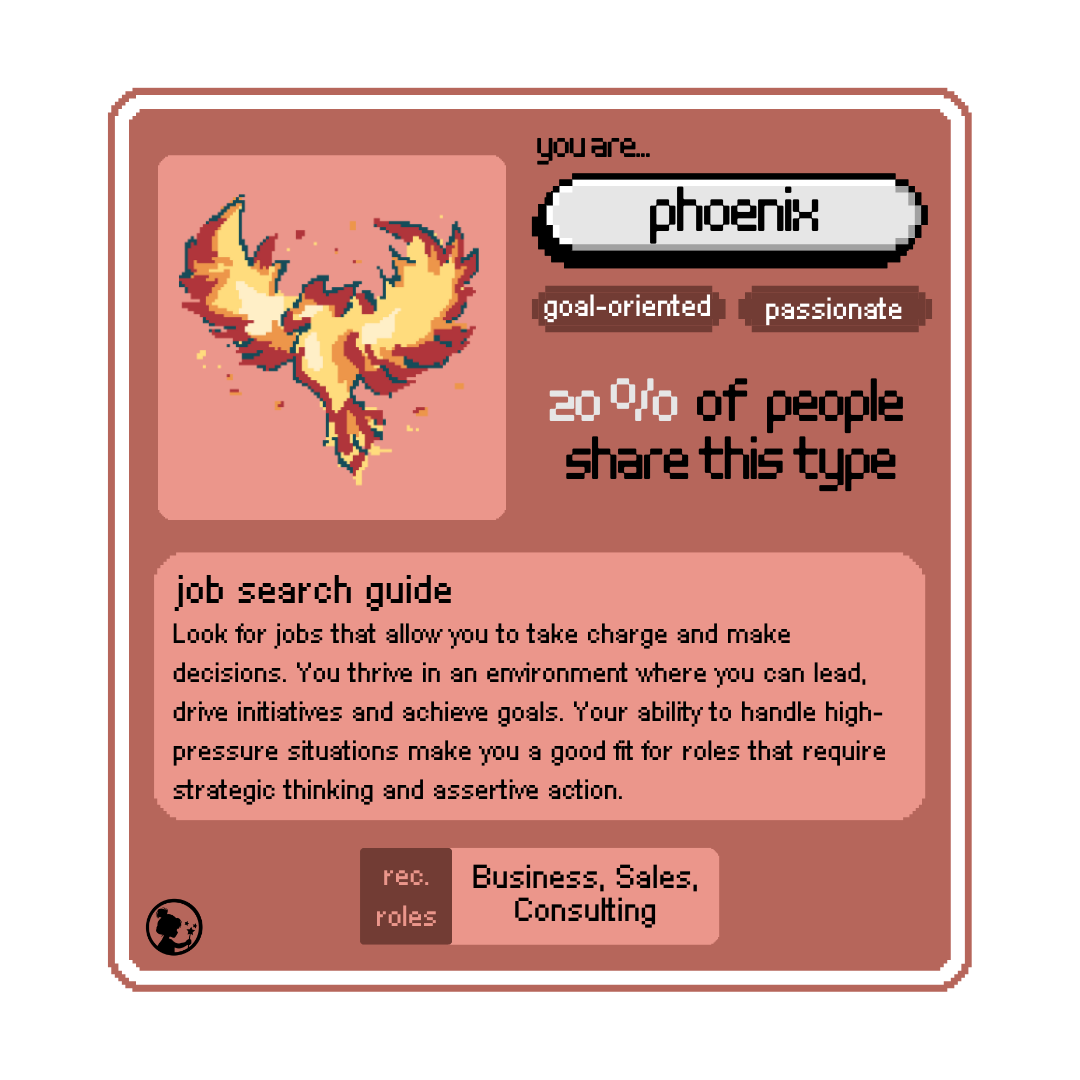 you are...
phoenix
goal-oriented passionate
20% of people
share this type
job search guide
Look for jobs that allow you to take charge and make
decisions. You thrive in an environment where you can lead,
drive initiatives and achieve goals. Your ability to handle high-
pressure situations make you a good fit for roles that require
strategic thinking and assertive action.
rec.
roles
Business, Sales,
Consulting